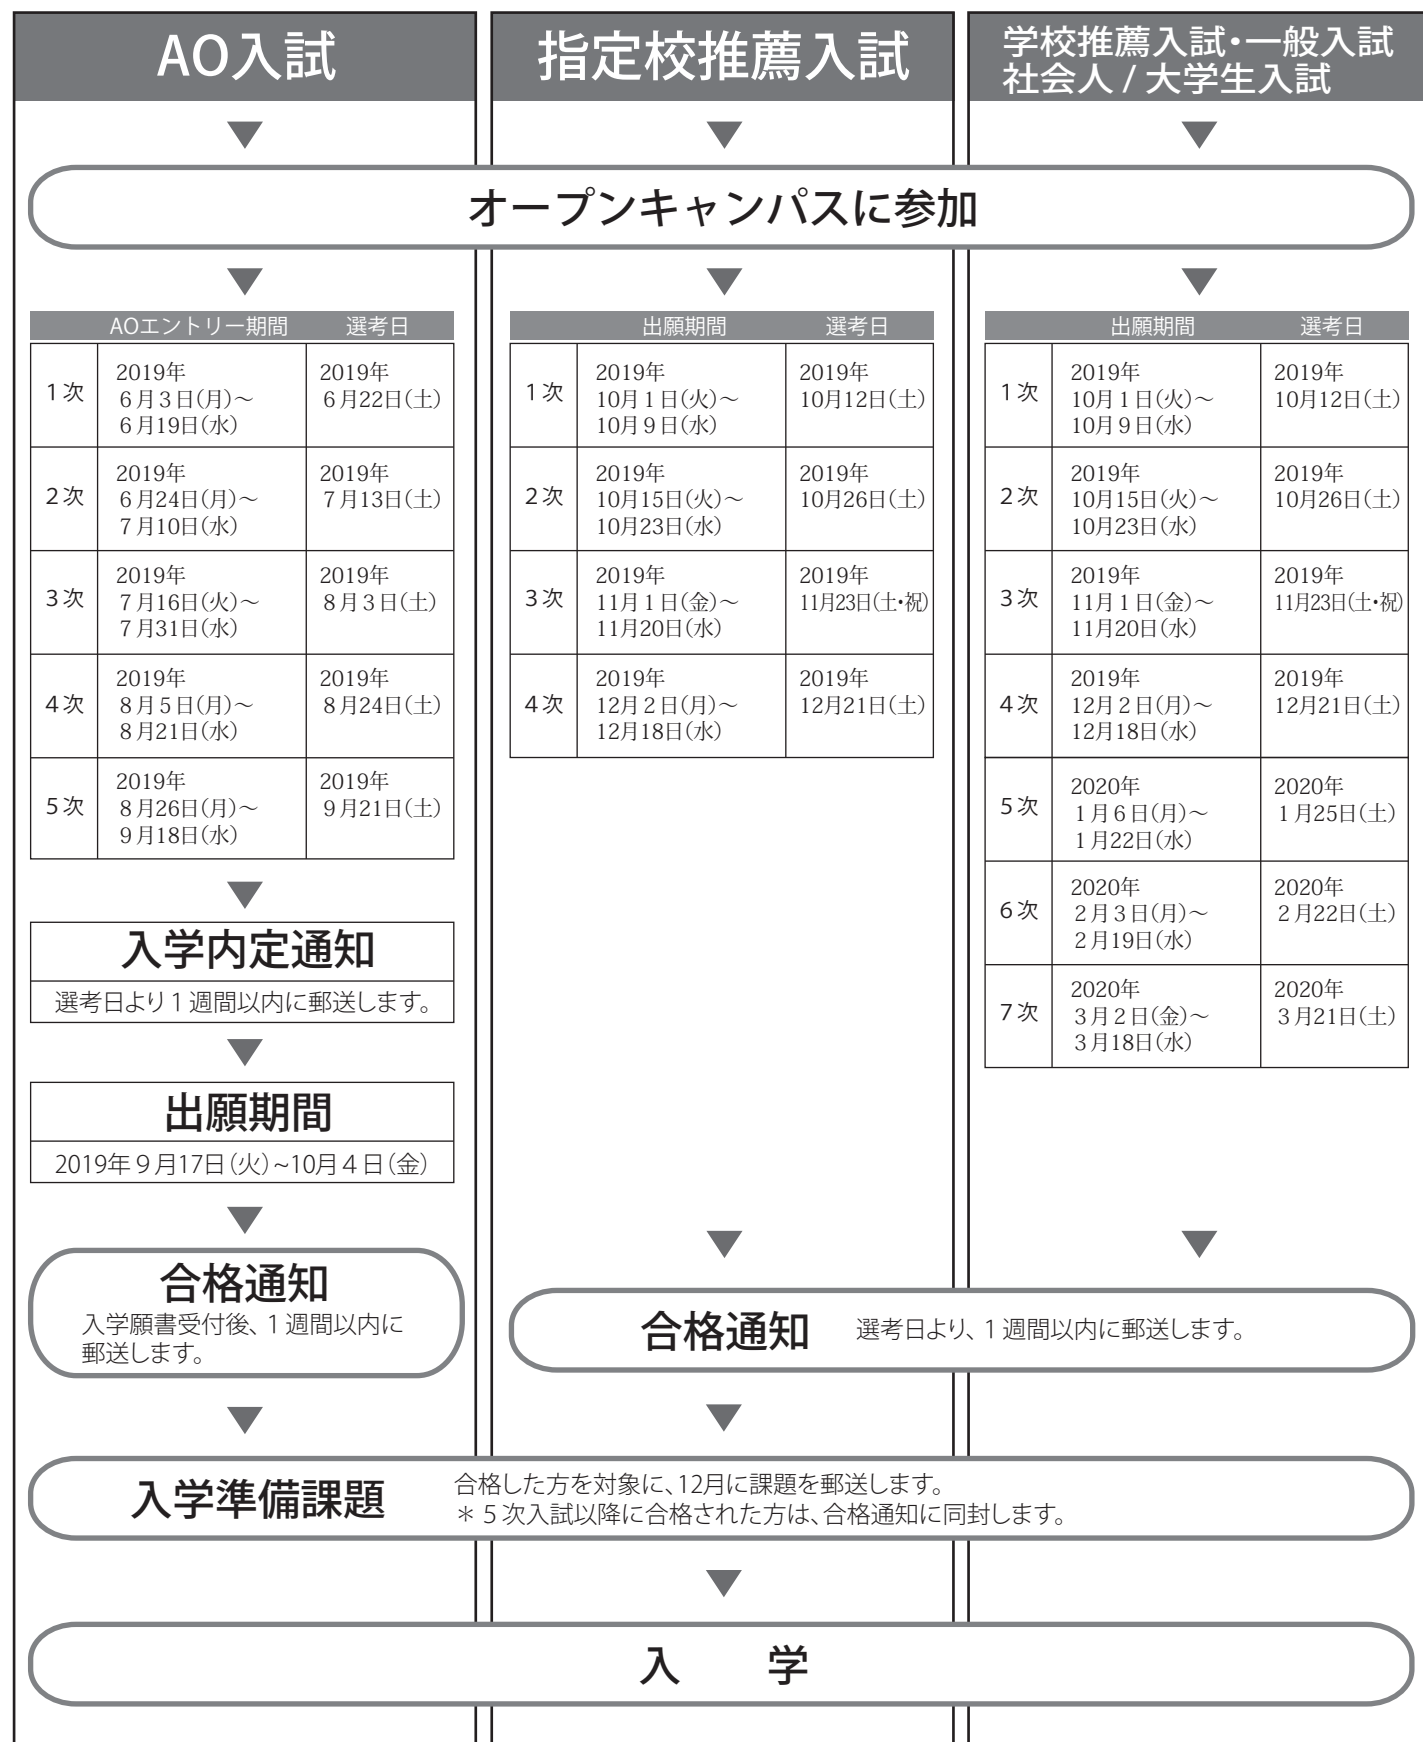 AO入試
指定校推薦入試
学校推薦入試・一般入試
社会人 / 大学生入試
オープンキャンパスに参加
AOエントリー期間 選考日
1次
2019年
6月3日(月)～
6月19日(水)
2019年
6月22日(土)
2次
2019年
6月24日(月)～
7月10日(水)
2019年
7月13日(土)
3次
2019年
7月16日(火)～
7月31日(水)
2019年
8月3日(土)
4次
2019年
8月5日(月)～
8月21日(水)
2019年
8月24日(土)
5次
2019年
8月26日(月)～
9月18日(水)
2019年
9月21日(土)
入学内定通知
選考日より1週間以内に郵送します。
出願期間
2019年9月17日(火)~10月4日(金)
合格通知
入学願書受付後、1週間以内に
郵送します。
出願期間 選考日
1次
2019年
10月1日(火)～
10月9日(水)
2019年
10月12日(土)
2次
2019年
10月15日(火)～
10月23日(水)
2019年
10月26日(土)
3次
2019年
11月1日(金)～
11月20日(水)
2019年
11月23日(土・祝)
4次
2019年
12月2日(月)～
12月18日(水)
2019年
12月21日(土)
出願期間 選考日
1次
2019年
10月1日(火)～
10月9日(水)
2019年
10月12日(土)
2次
2019年
10月15日(火)～
10月23日(水)
2019年
10月26日(土)
3次
2019年
11月1日(金)～
11月20日(水)
2019年
11月23日(土・祝)
4次
2019年
12月2日(月)～
12月18日(水)
2019年
12月21日(土)
5次
2020年
1月6日(月)～
1月22日(水)
2020年
1月25日(土)
6次
2020年
2月3日(月)～
2月19日(水)
2020年
2月22日(土)
7次
2020年
3月2日(金)～
3月18日(水)
2020年
3月21日(土)
合格通知 選考日より、1週間以内に郵送します。
入学準備課題
合格した方を対象に、12月に課題を郵送します。
＊5次入試以降に合格された方は、合格通知に同封します。
入 学